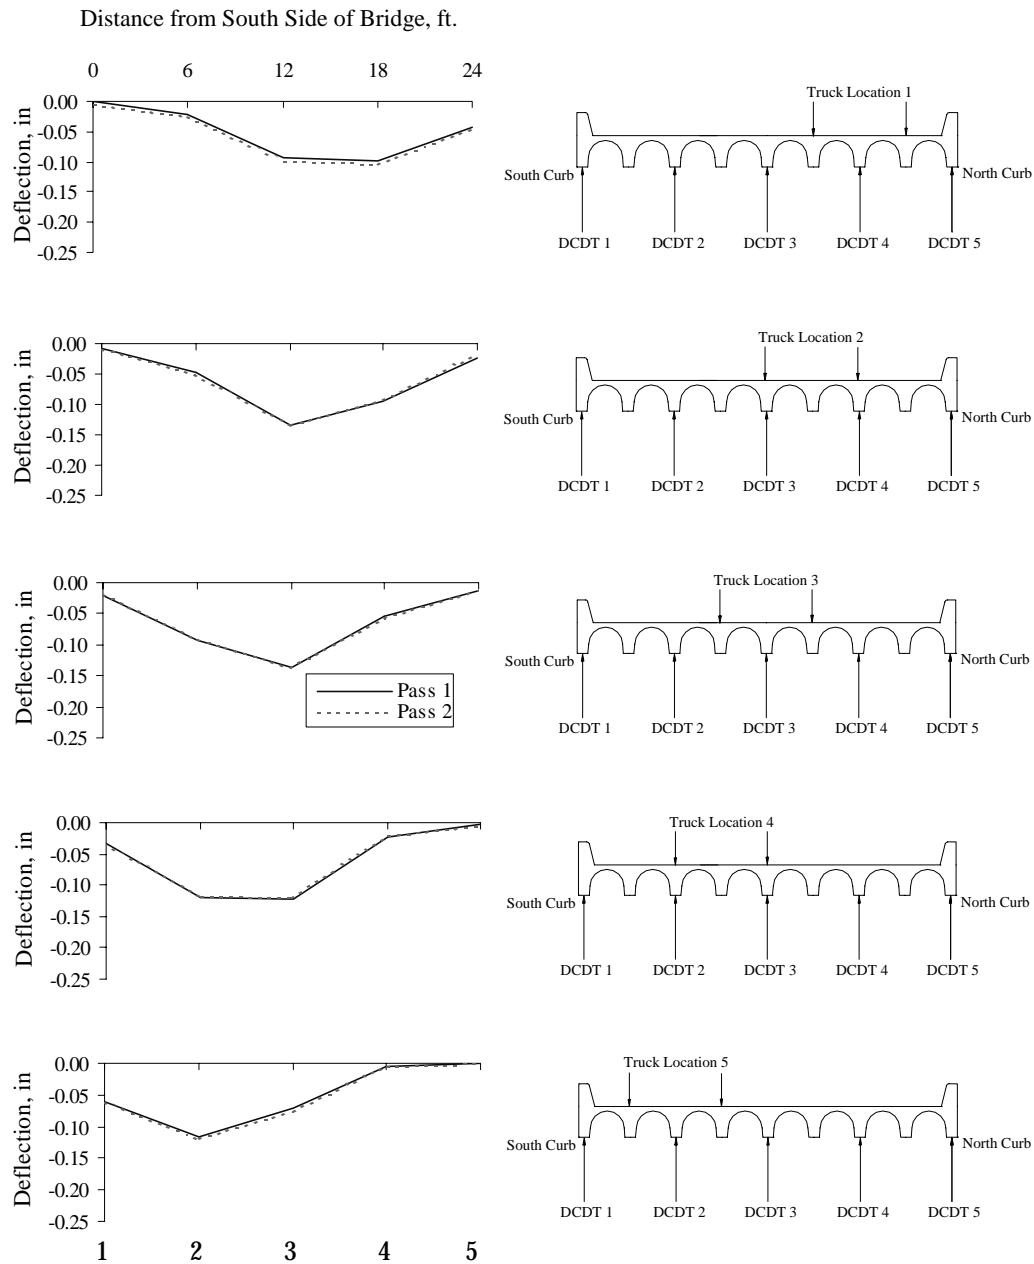 Distance from South Side of Bridge, ft.
0 6 12 18 24
Deflection, in
0.00
-0.05
-0.10
-0.15
-0.20
-0.25
Truck Location 1
South Curb
North Curb
DCDT 1 DCDT 2 DCDT 3 DCDT 4 DCDT 5
Deflection, in
0.00
-0.05
-0.10
-0.15
-0.20
-0.25
Truck Location 2
South Curb
North Curb
DCDT 1 DCDT 2 DCDT 3 DCDT 4 DCDT 5
Deflection, in
0.00
-0.05
-0.10
-0.15
-0.20
-0.25
Pass 1
Pass 2
Truck Location 3
South Curb
North Curb
DCDT 1 DCDT 2 DCDT 3 DCDT 4 DCDT 5
Deflection, in
0.00
-0.05
-0.10
-0.15
-0.20
-0.25
Truck Location 4
South Curb
North Curb
DCDT 1 DCDT 2 DCDT 3 DCDT 4 DCDT 5
Deflection, in
0.00
-0.05
-0.10
-0.15
-0.20
-0.25
1 2 3 4 5
Truck Location 5
South Curb
North Curb
DCDT 1 DCDT 2 DCDT 3 DCDT 4 DCDT 5